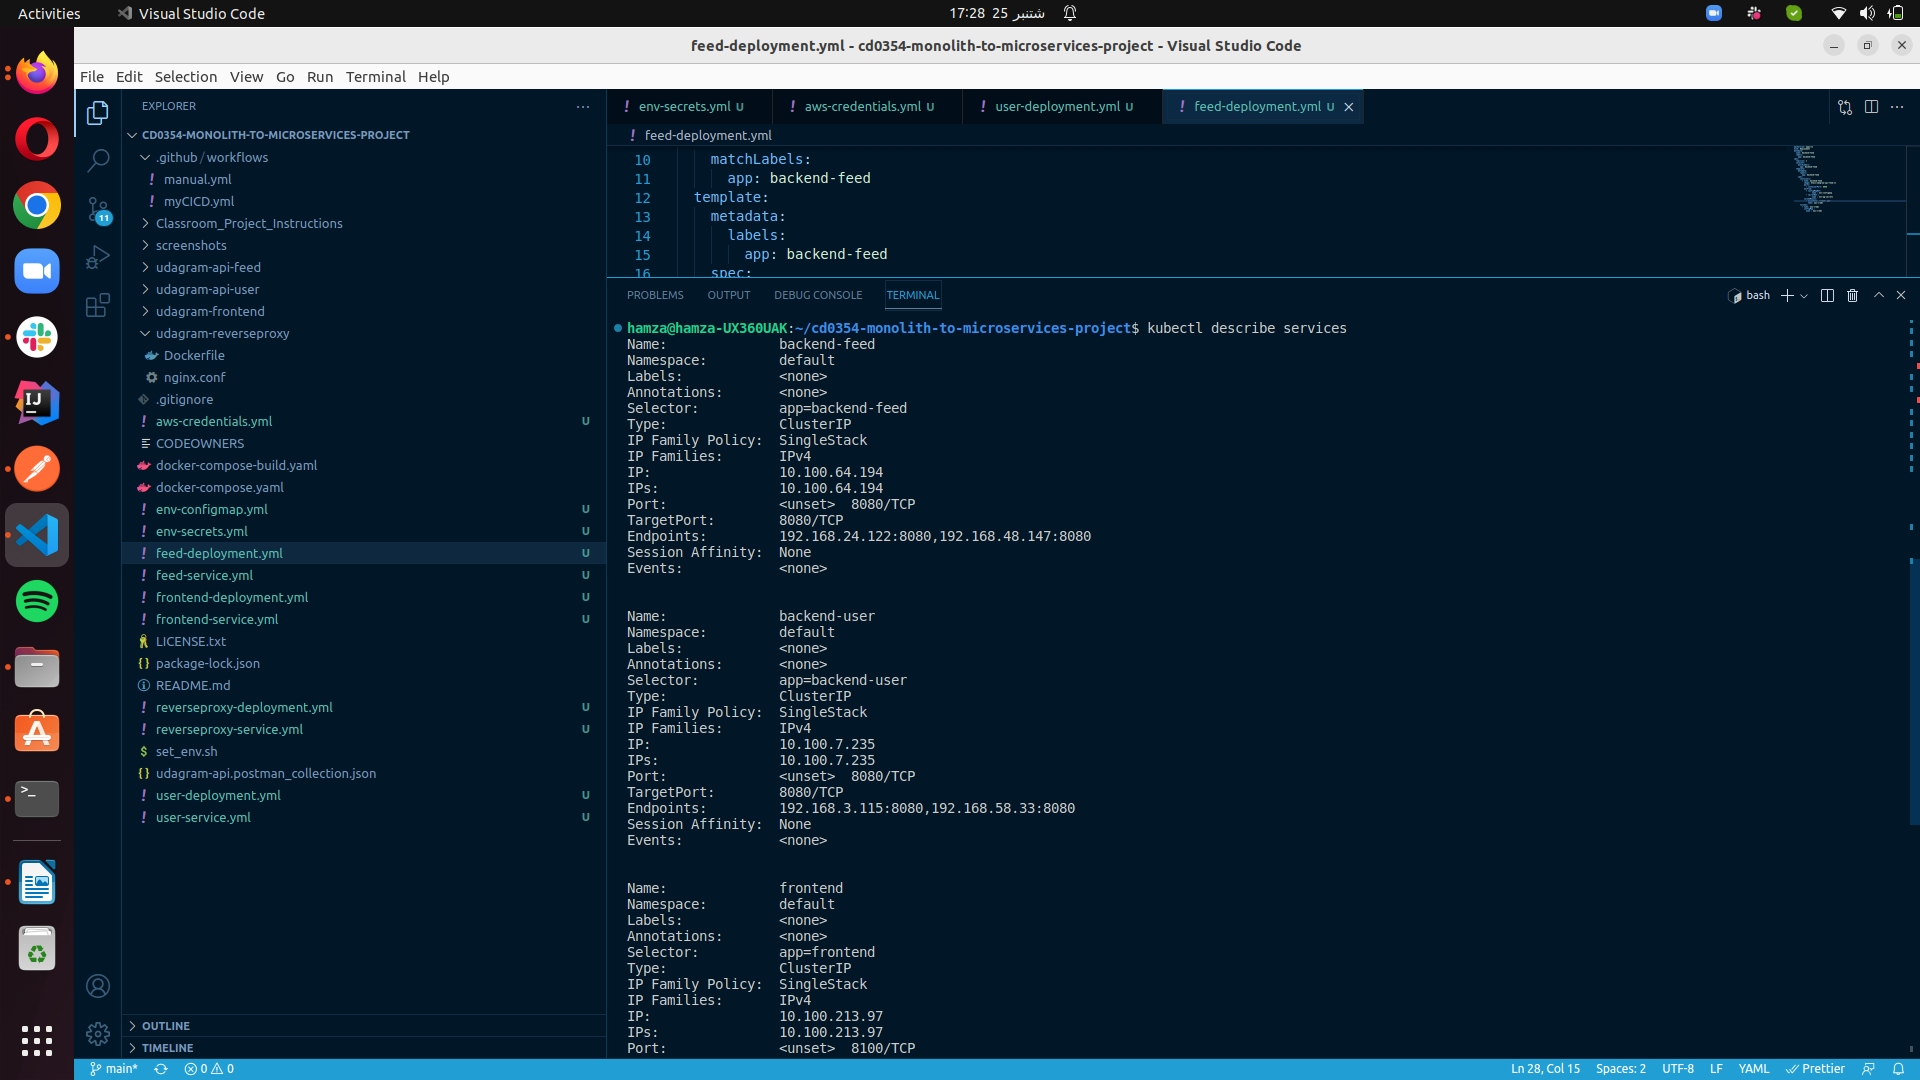 Activities
Visual Studio Code
17:28 25 شتنبر
feed-deployment.yml - cd0354-monolith-to-microservices-project - Visual Studio Code
File Edit Selection View Go Run Terminal Help
EXPLORER
CD0354-MONOLITH-TO-MICROSERVICES-PROJECT
.github/workflows
manual.yml
myCICD.yml
Classroom_Project_Instructions
screenshots
udagram-api-feed
udagram-api-user
udagram-frontend
udagram-reverseproxy
Dockerfile
nginx.conf
.gitignore
aws-credentials.yml U
CODEOWNERS
docker-compose-build.yaml
docker-compose.yaml
env-configmap.yml U
env-secrets.yml U
feed-deployment.yml U
feed-service.yml U
frontend-deployment.yml U
frontend-service.yml U
LICENSE.txt
package-lock.json
README.md
reverseproxy-deployment.yml U
reverseproxy-service.yml U
set_env.sh
udagram-api.postman_collection.json
user-deployment.yml U
user-service.yml U
OUTLINE
TIMELINE
11
env-secrets.yml U
aws-credentials.yml U
user-deployment.yml U
feed-deployment.yml U
feed-deployment.yml
10 matchLabels:
11 app: backend-feed
12 template:
13 metadata:
14 labels:
15 app: backend-feed
16 spec:
PROBLEMS OUTPUT DEBUG CONSOLE TERMINAL
bash
hamza@hamza-UX360UAK:~/cd0354-monolith-to-microservices-project$ kubectl describe services
Name: backend-feed
Namespace: default
Labels: <none>
Annotations: <none>
Selector: app=backend-feed
Type: ClusterIP
IP Family Policy: SingleStack
IP Families: IPv4
IP: 10.100.64.194
IPs: 10.100.64.194
Port: <unset> 8080/TCP
TargetPort: 8080/TCP
Endpoints: 192.168.24.122:8080,192.168.48.147:8080
Session Affinity: None
Events: <none>
Name: backend-user
Namespace: default
Labels: <none>
Annotations: <none>
Selector: app=backend-user
Type: ClusterIP
IP Family Policy: SingleStack
IP Families: IPv4
IP: 10.100.7.235
IPs: 10.100.7.235
Port: <unset> 8080/TCP
TargetPort: 8080/TCP
Endpoints: 192.168.3.115:8080,192.168.58.33:8080
Session Affinity: None
Events: <none>
Name: frontend
Namespace: default
Labels: <none>
Annotations: <none>
Selector: app=frontend
Type: ClusterIP
IP Family Policy: SingleStack
IP Families: IPv4
IP: 10.100.213.97
IPs: 10.100.213.97
Port: <unset> 8100/TCP
main* 0 0
Ln 28, Col 15 Spaces: 2 UTF-8 LF YAML Prettier